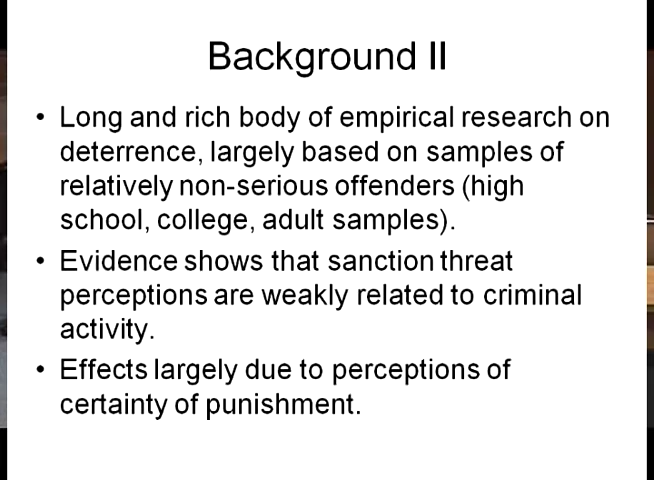 Background II
• Long and rich body of empirical research on
deterrence, largely based on samples of
relatively non-serious offenders (high
school, college, adult samples).
• Evidence shows that sanction threat
perceptions are weakly related to criminal
activity.
• Effects largely due to perceptions of
certainty of punishment.